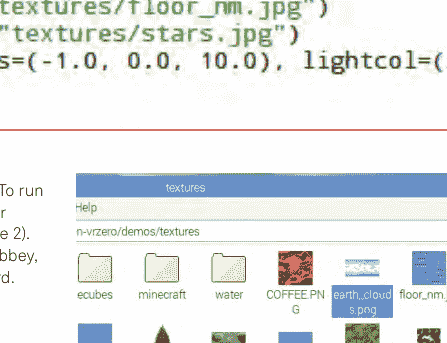 textures/floor_nm.jpg")
"textures/stars.jpg")
s=(-1.0, 0.0, 10.0), lightcol=(
To run
r
e 2).
bbey,
d.
textures
Help
n-vrzero/demos/textures
ecubes
minecraft
water
COFFEE.PN
G
earth_cloud
s.png
floor_nm.